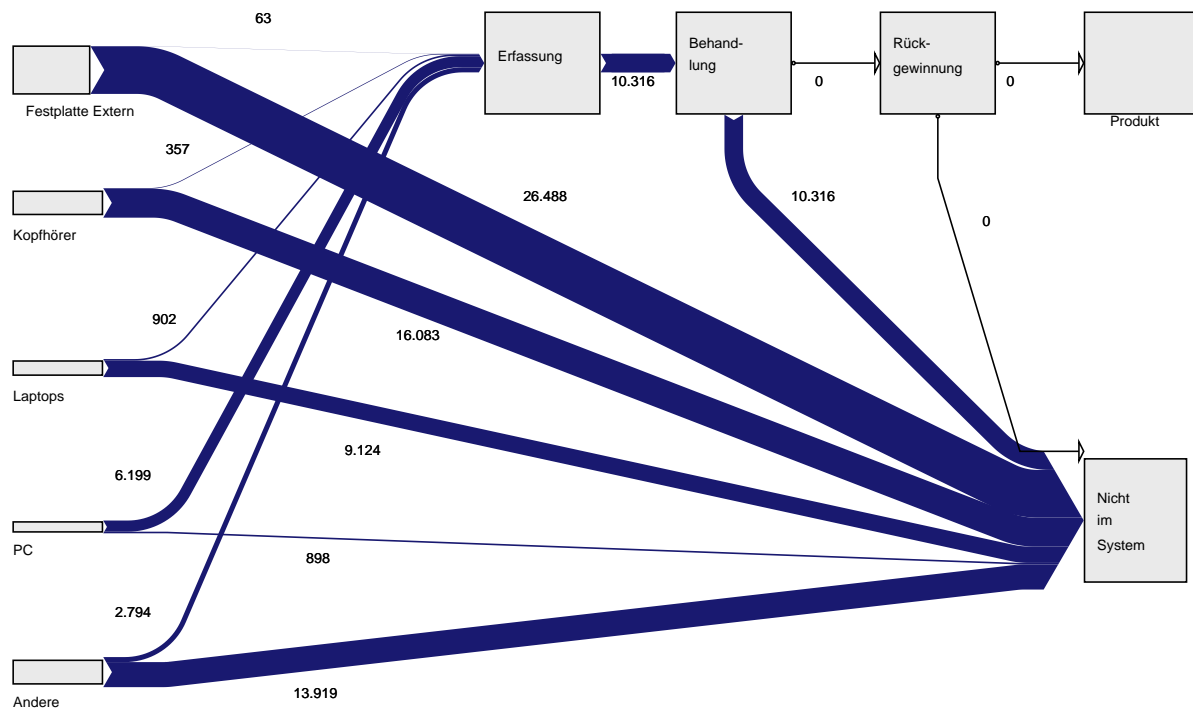 63
Erfassung
Behand-
lung
Rück-
gewinnung
10.316
0
0
Festplatte Extern
Produkt
357
26.488
10.316
0
Kopfhörer
902
16.083
Laptops
9.124
6.199
Nicht
im
System
PC
898
2.794
13.919
Andere